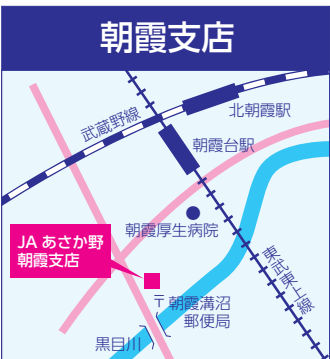 朝霞支店
武蔵野線
北朝霞駅
朝霞台駅
朝霞厚生病院
JA あさか野
朝霞支店
東武東上線
〒朝霞溝沼
郵便局
黒目川